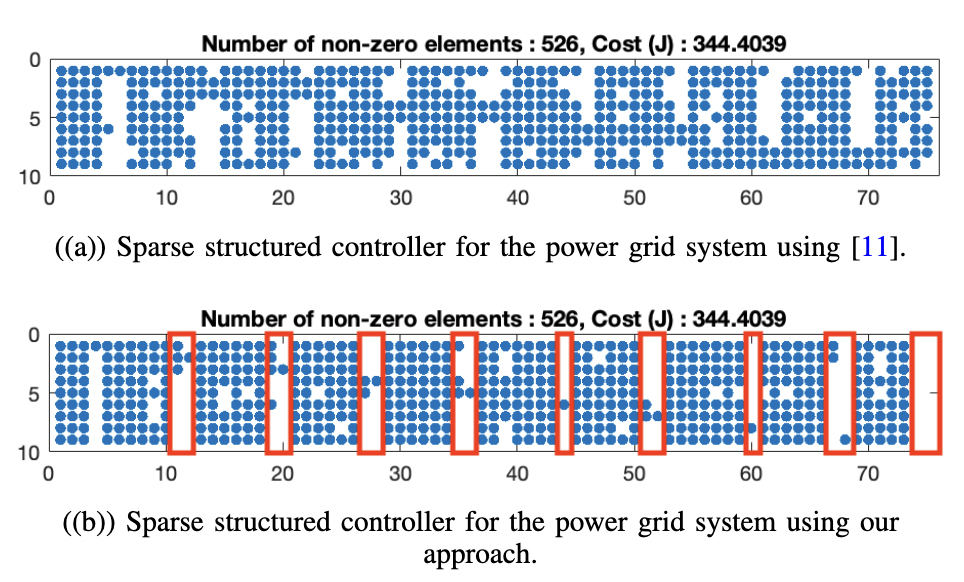 Number of non-zero elements : 526, Cost (J) : 344.4039
0
5
10
0 10 20 30 40 50 60 70
((a)) Sparse structured controller for the power grid system using [11].
Number of non-zero elements : 526, Cost (J) : 344.4039
0
5
10
0 10 20 30 40 50 60 70
((b)) Sparse structured controller for the power grid system using our
approach.